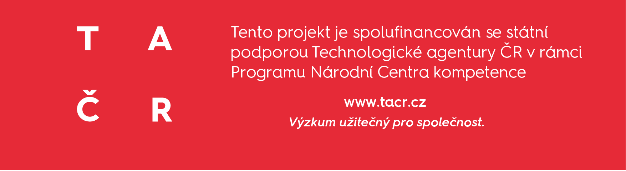 T A
Č R
Tento projekt je spolufinancován se státní
podporou Technologické agentury ČR v rámci
Programu Národní Centra kompetence
www.tacr.cz
Výzkum užitečný pro společnost.